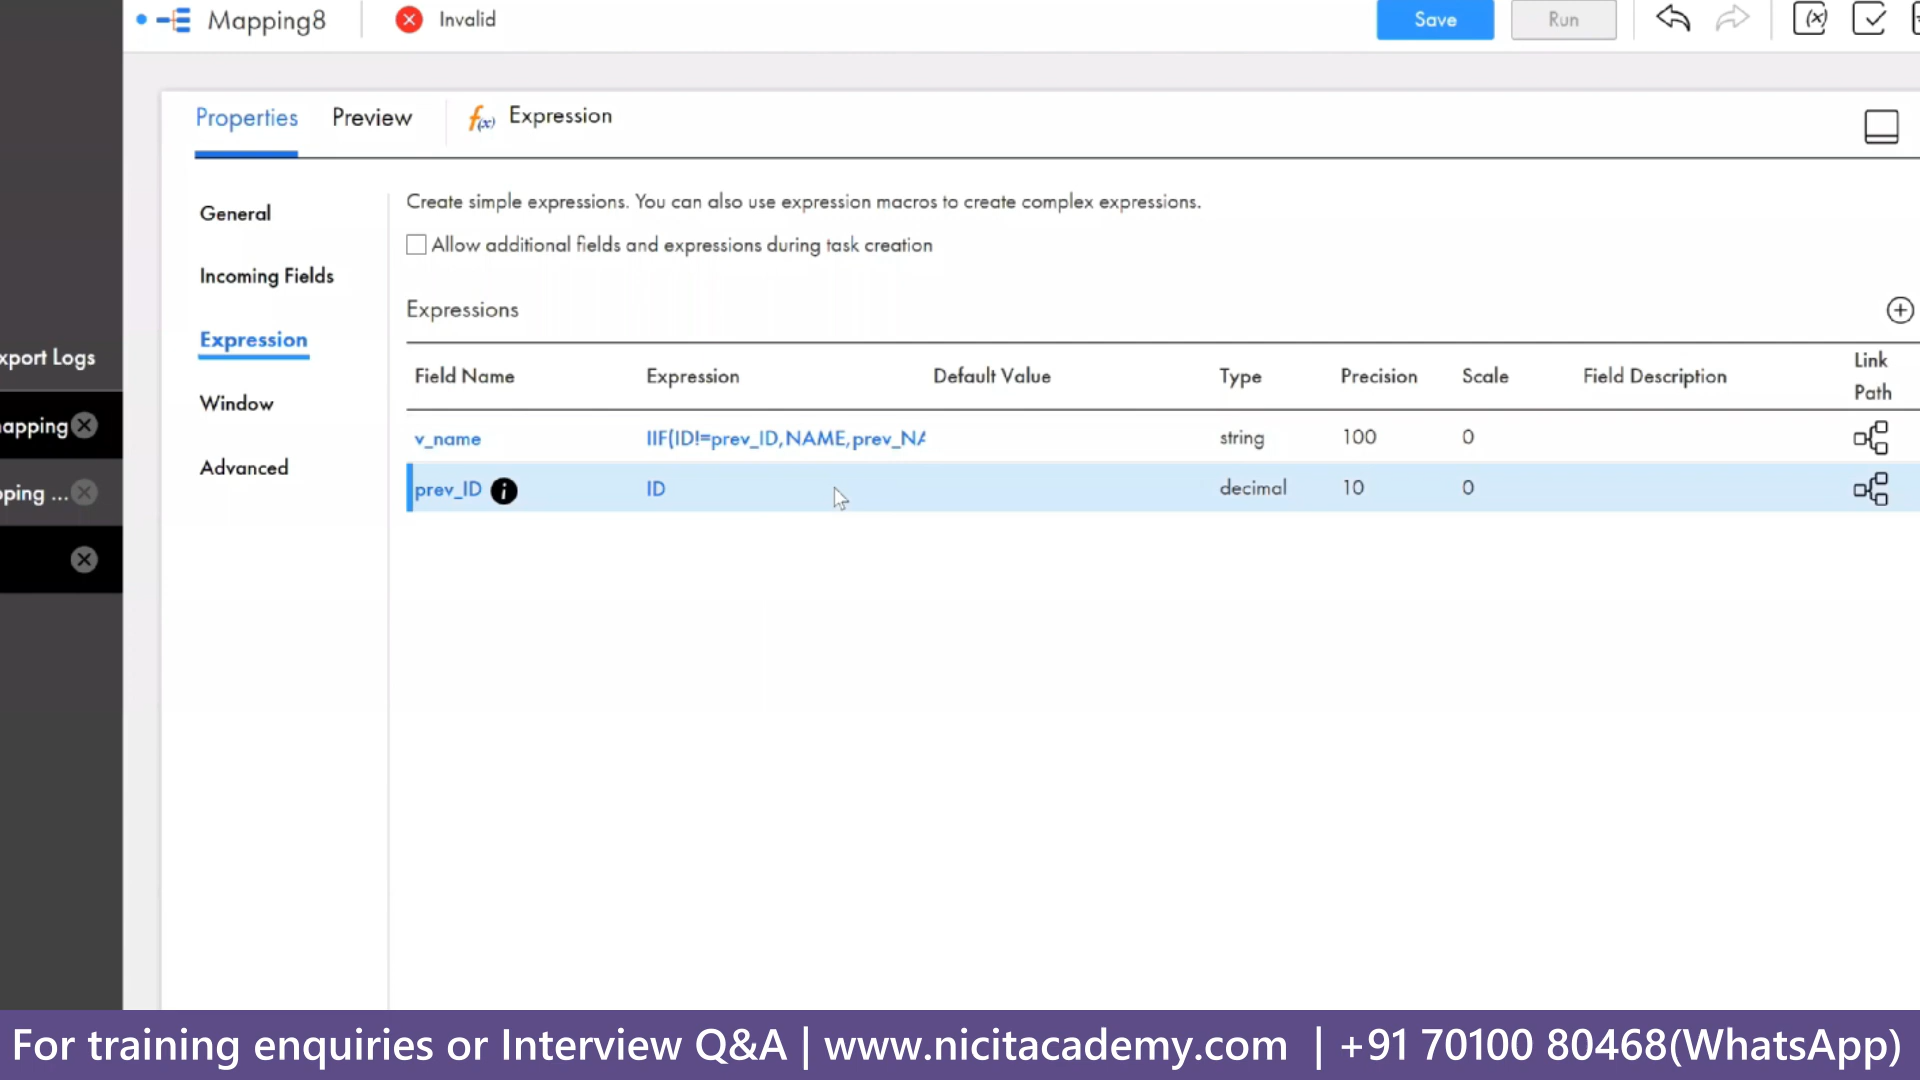 Mapping8
Invalid
Save
Run
Properties
Preview
f(x) Expression
General
Incoming Fields
Expression
Window
Advanced
Create simple expressions. You can also use expression macros to create complex expressions.
Allow additional fields and expressions during task creation
Expressions
Field Name Expression Default Value Type Precision Scale Field Description Link Path
v_name IIF(ID!=prev_ID,NAME,prev_NA string 100 0
prev_ID ID decimal 10 0
xport Logs
apping
ping ...
For training enquiries or Interview Q&A | www.nicitacademy.com | +91 70100 80468(WhatsApp)